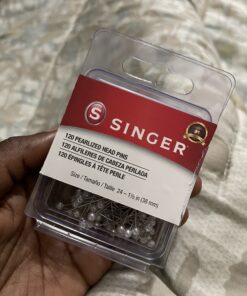 S
SINGER
120 PEARLIZED HEAD PINS
120 ALFILERES DE CABEZA PERLADA
120 ÉPINGLES À TÊTE PERLE
Size / Tamaño / Taille 24 – 1½ in (38 mm)